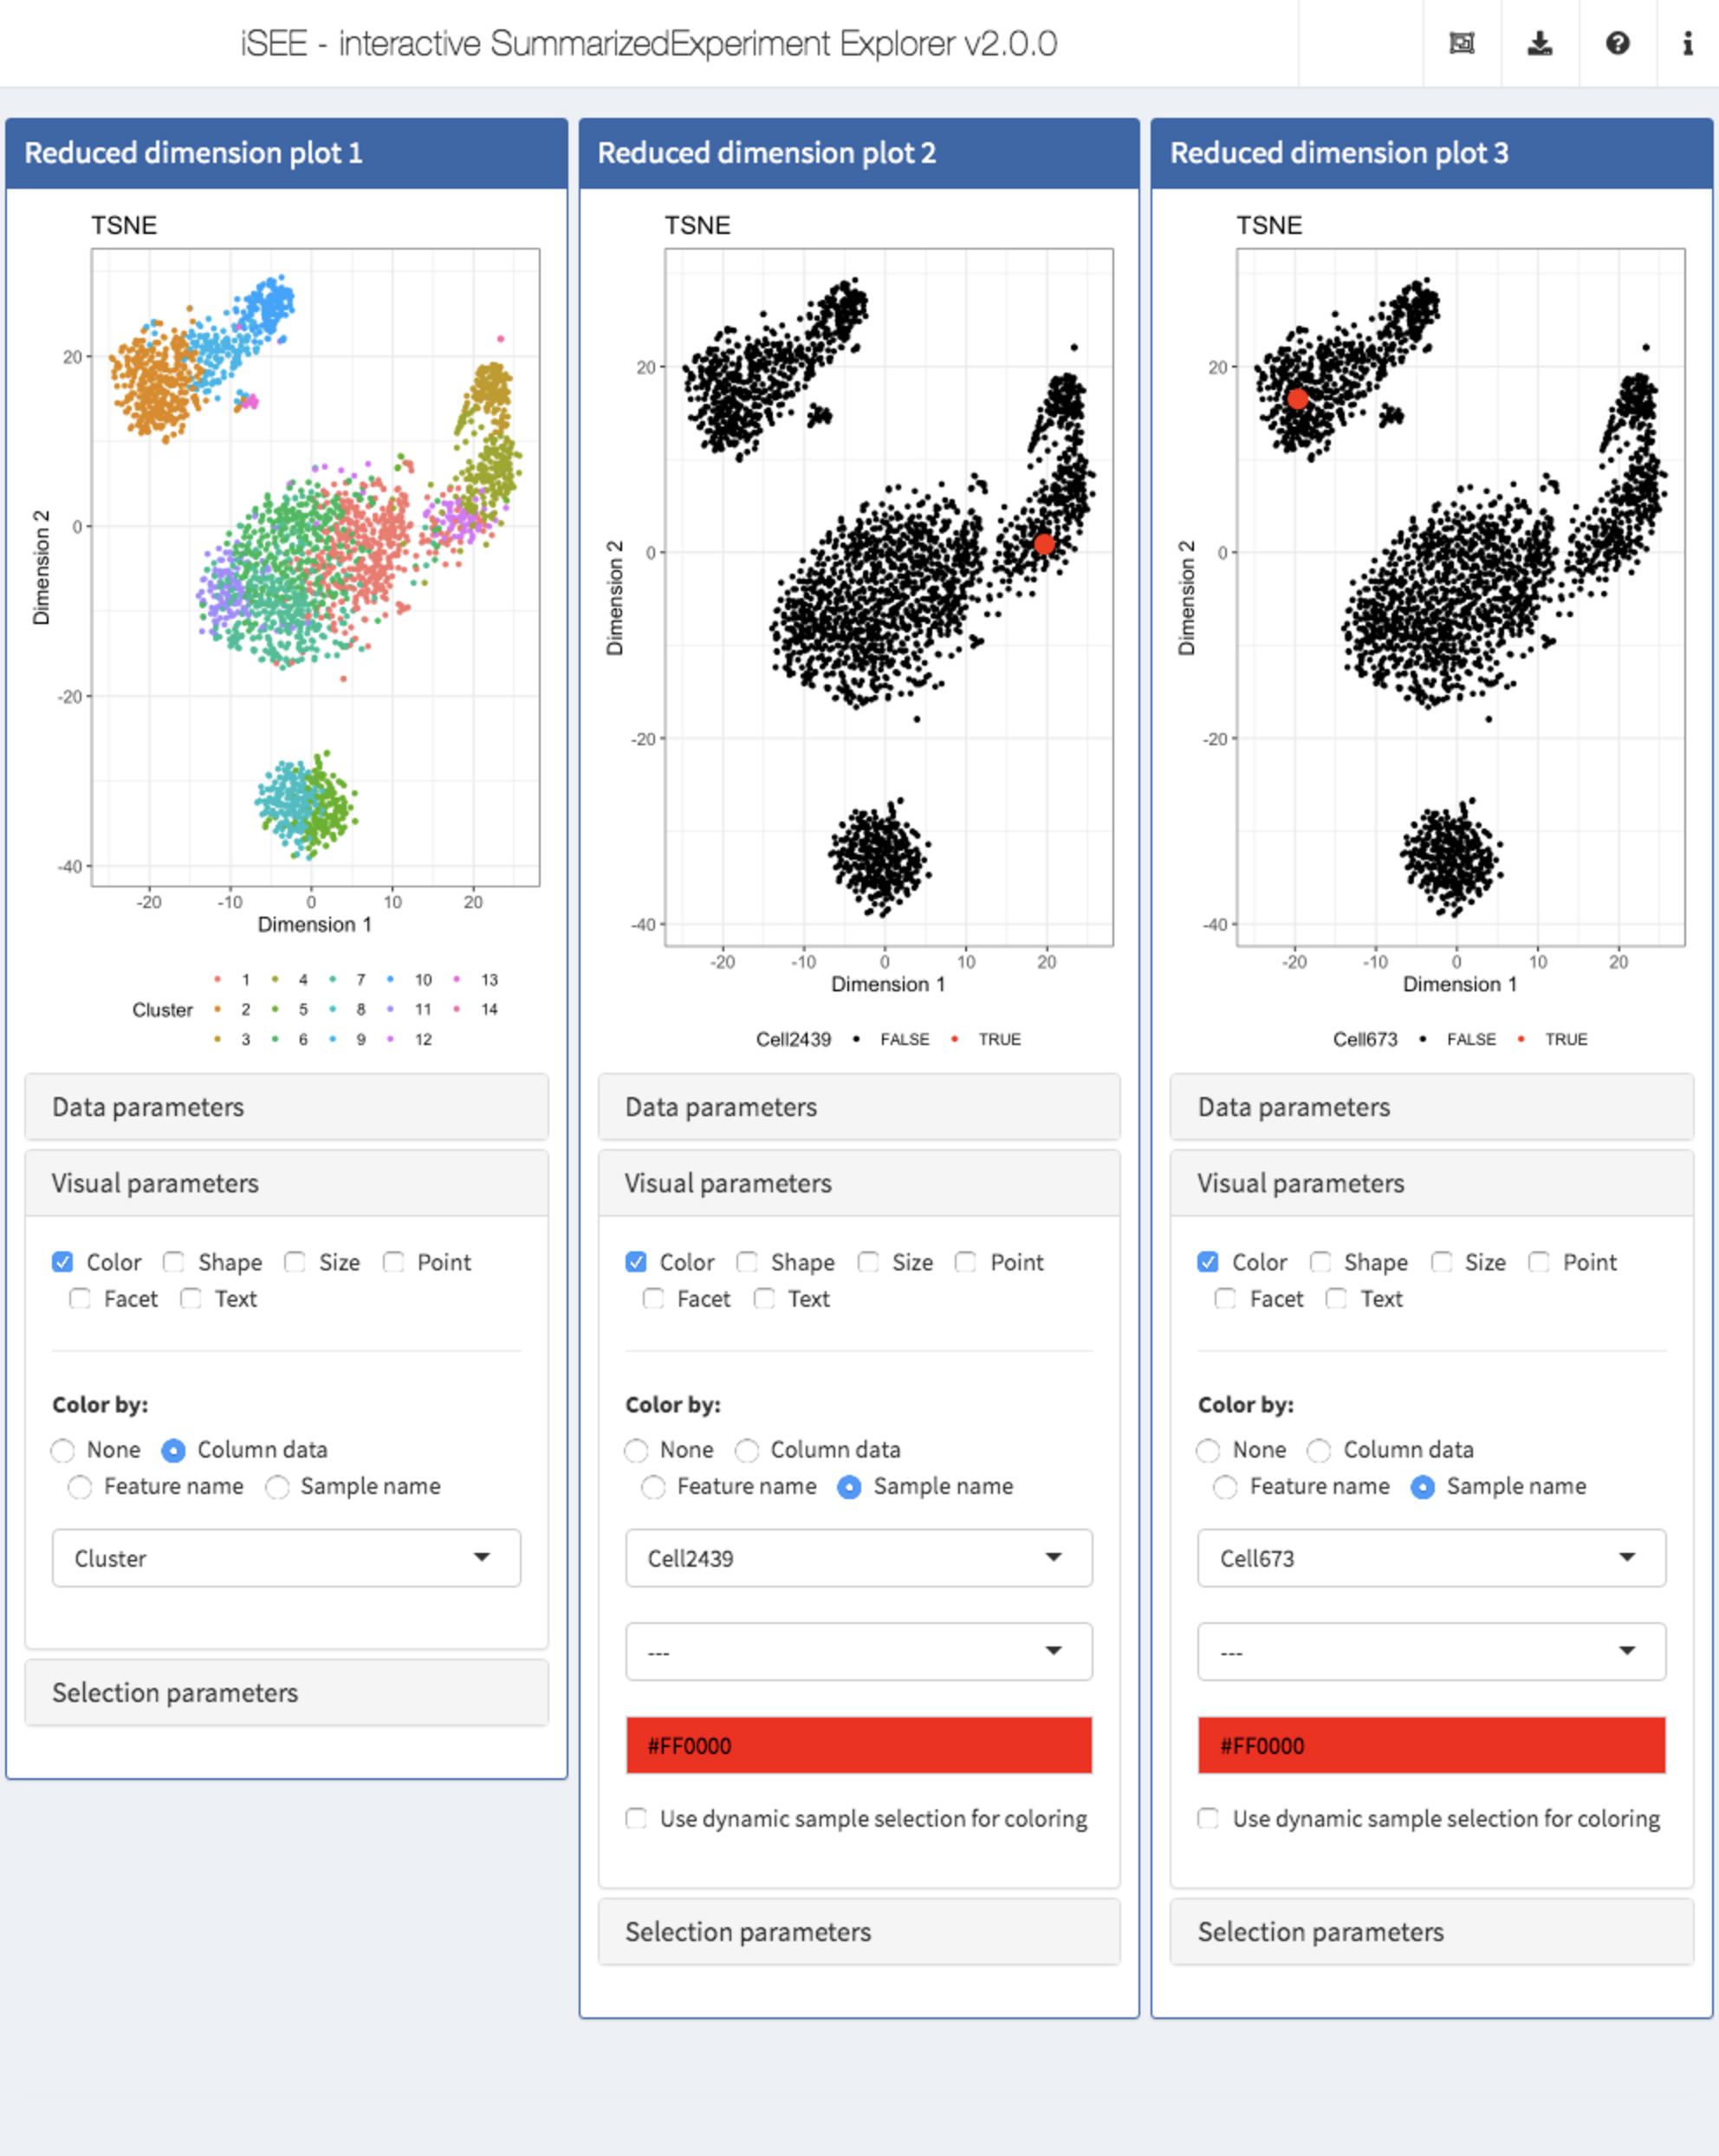 iSEE - interactive SummarizedExperiment Explorer v2.0.0
Reduced dimension plot 1
TSNE
20
0
-20
-40
Dimension 2
-20 -10 0 10 20
Dimension 1
Cluster
1 4 7 10 13
2 5 8 11 14
3 6 9 12
Data parameters
Visual parameters
Color Shape Size Point
Facet Text
Color by:
None Column data
Feature name Sample name
Cluster
Selection parameters
Reduced dimension plot 2
TSNE
20
0
-20
-40
Dimension 2
-20 -10 0 10 20
Dimension 1
Cell2439 FALSE TRUE
Data parameters
Visual parameters
Color Shape Size Point
Facet Text
Color by:
None Column data
Feature name Sample name
Cell2439
---
#FF0000
Use dynamic sample selection for coloring
Selection parameters
Reduced dimension plot 3
TSNE
20
0
-20
-40
Dimension 2
-20 -10 0 10 20
Dimension 1
Cell673 FALSE TRUE
Data parameters
Visual parameters
Color Shape Size Point
Facet Text
Color by:
None Column data
Feature name Sample name
Cell673
---
#FF0000
Use dynamic sample selection for coloring
Selection parameters